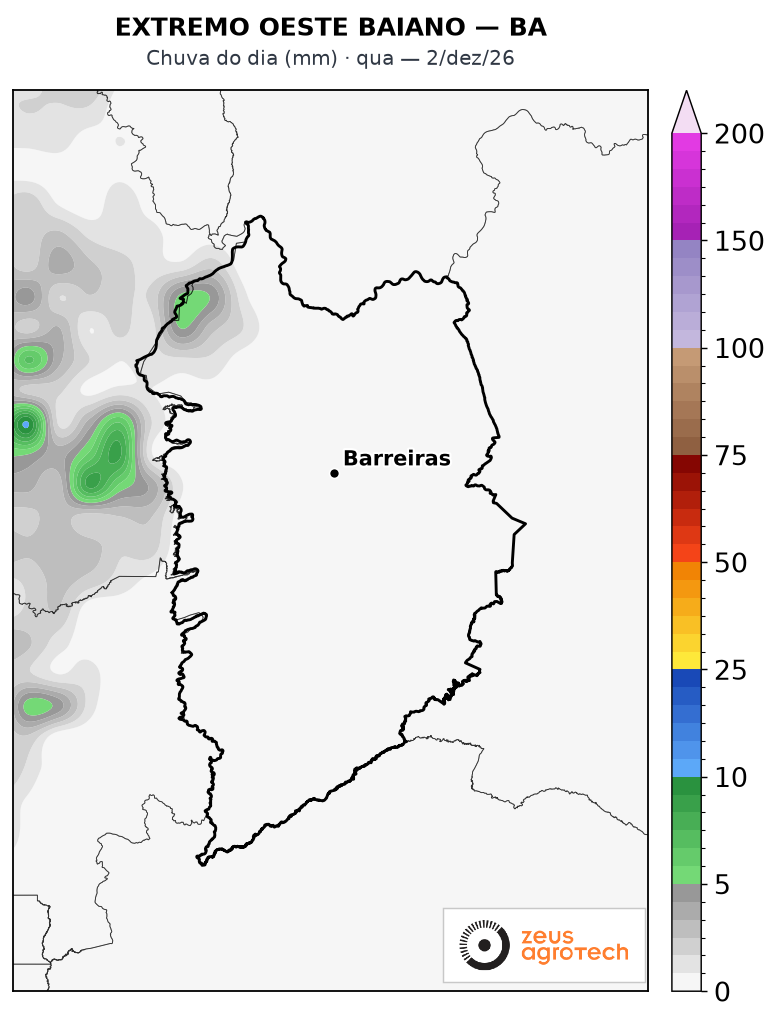 EXTREMO OESTE BAIANO — BA
Chuva do dia (mm) · qua — 2/dez/26
200
150
100
75
50
25
10
5
0
Barreiras
zeus
agrotech